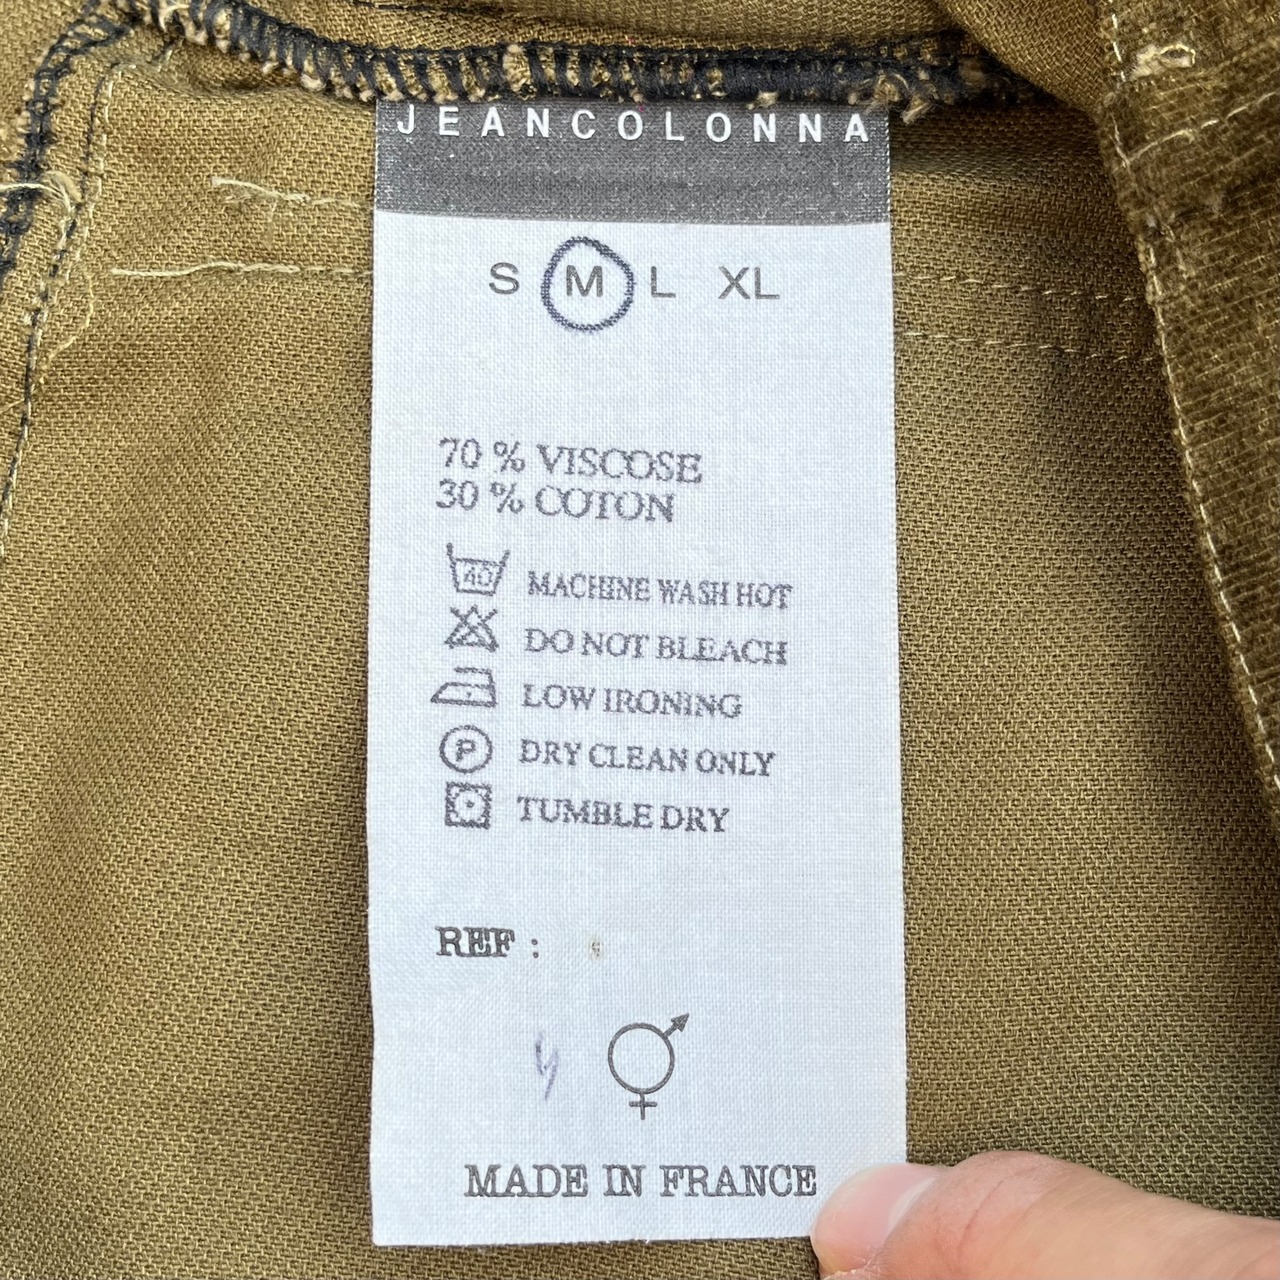 JEANCOLONNA
S M L XL
70 % VISCOSE
30 % COTON
40 MACHINE WASH HOT
DO NOT BLEACH
LOW IRONING
P DRY CLEAN ONLY
TUMBLE DRY
REF :
MADE IN FRANCE